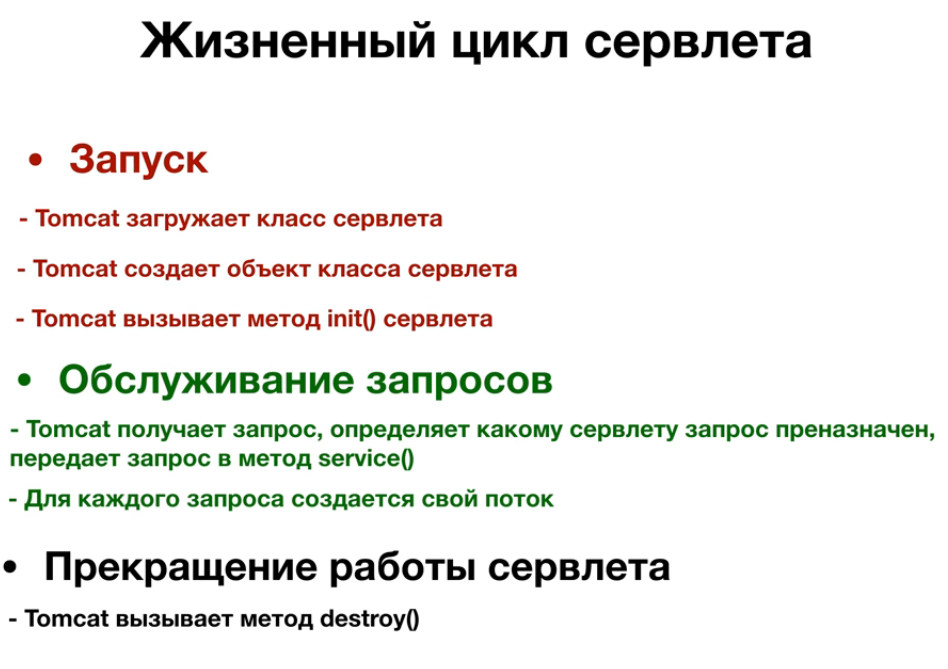 Жизненный цикл сервлета
• Запуск
- Tomcat загружает класс сервлета
- Tomcat создает объект класса сервлета
- Tomcat вызывает метод init() сервлета
• Обслуживание запросов
- Tomcat получает запрос, определяет какому сервлету запрос преназначен,
передает запрос в метод service()
- Для каждого запроса создается свой поток
• Прекращение работы сервлета
- Tomcat вызывает метод destroy()